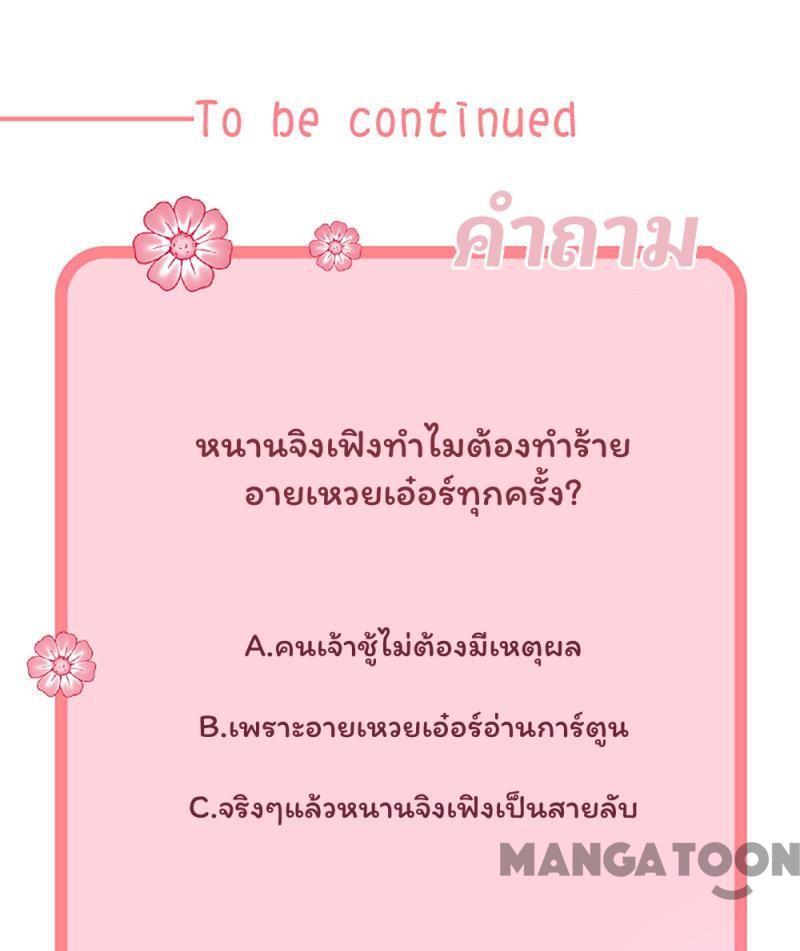 To be continued
คำถาม
หนานจิงเฟิงทำไมต้องทำร้าย
อายเหวยเอ๋อร์ทุกครั้ง?
A.คนเจ้าชู้ไม่ต้องมีเหตุผล
B.เพราะอายเหวยเอ๋อร์อ่านการ์ตูน
C.จริงๆแล้วหนานจิงเฟิงเป็นสายลับ
MANGATOON